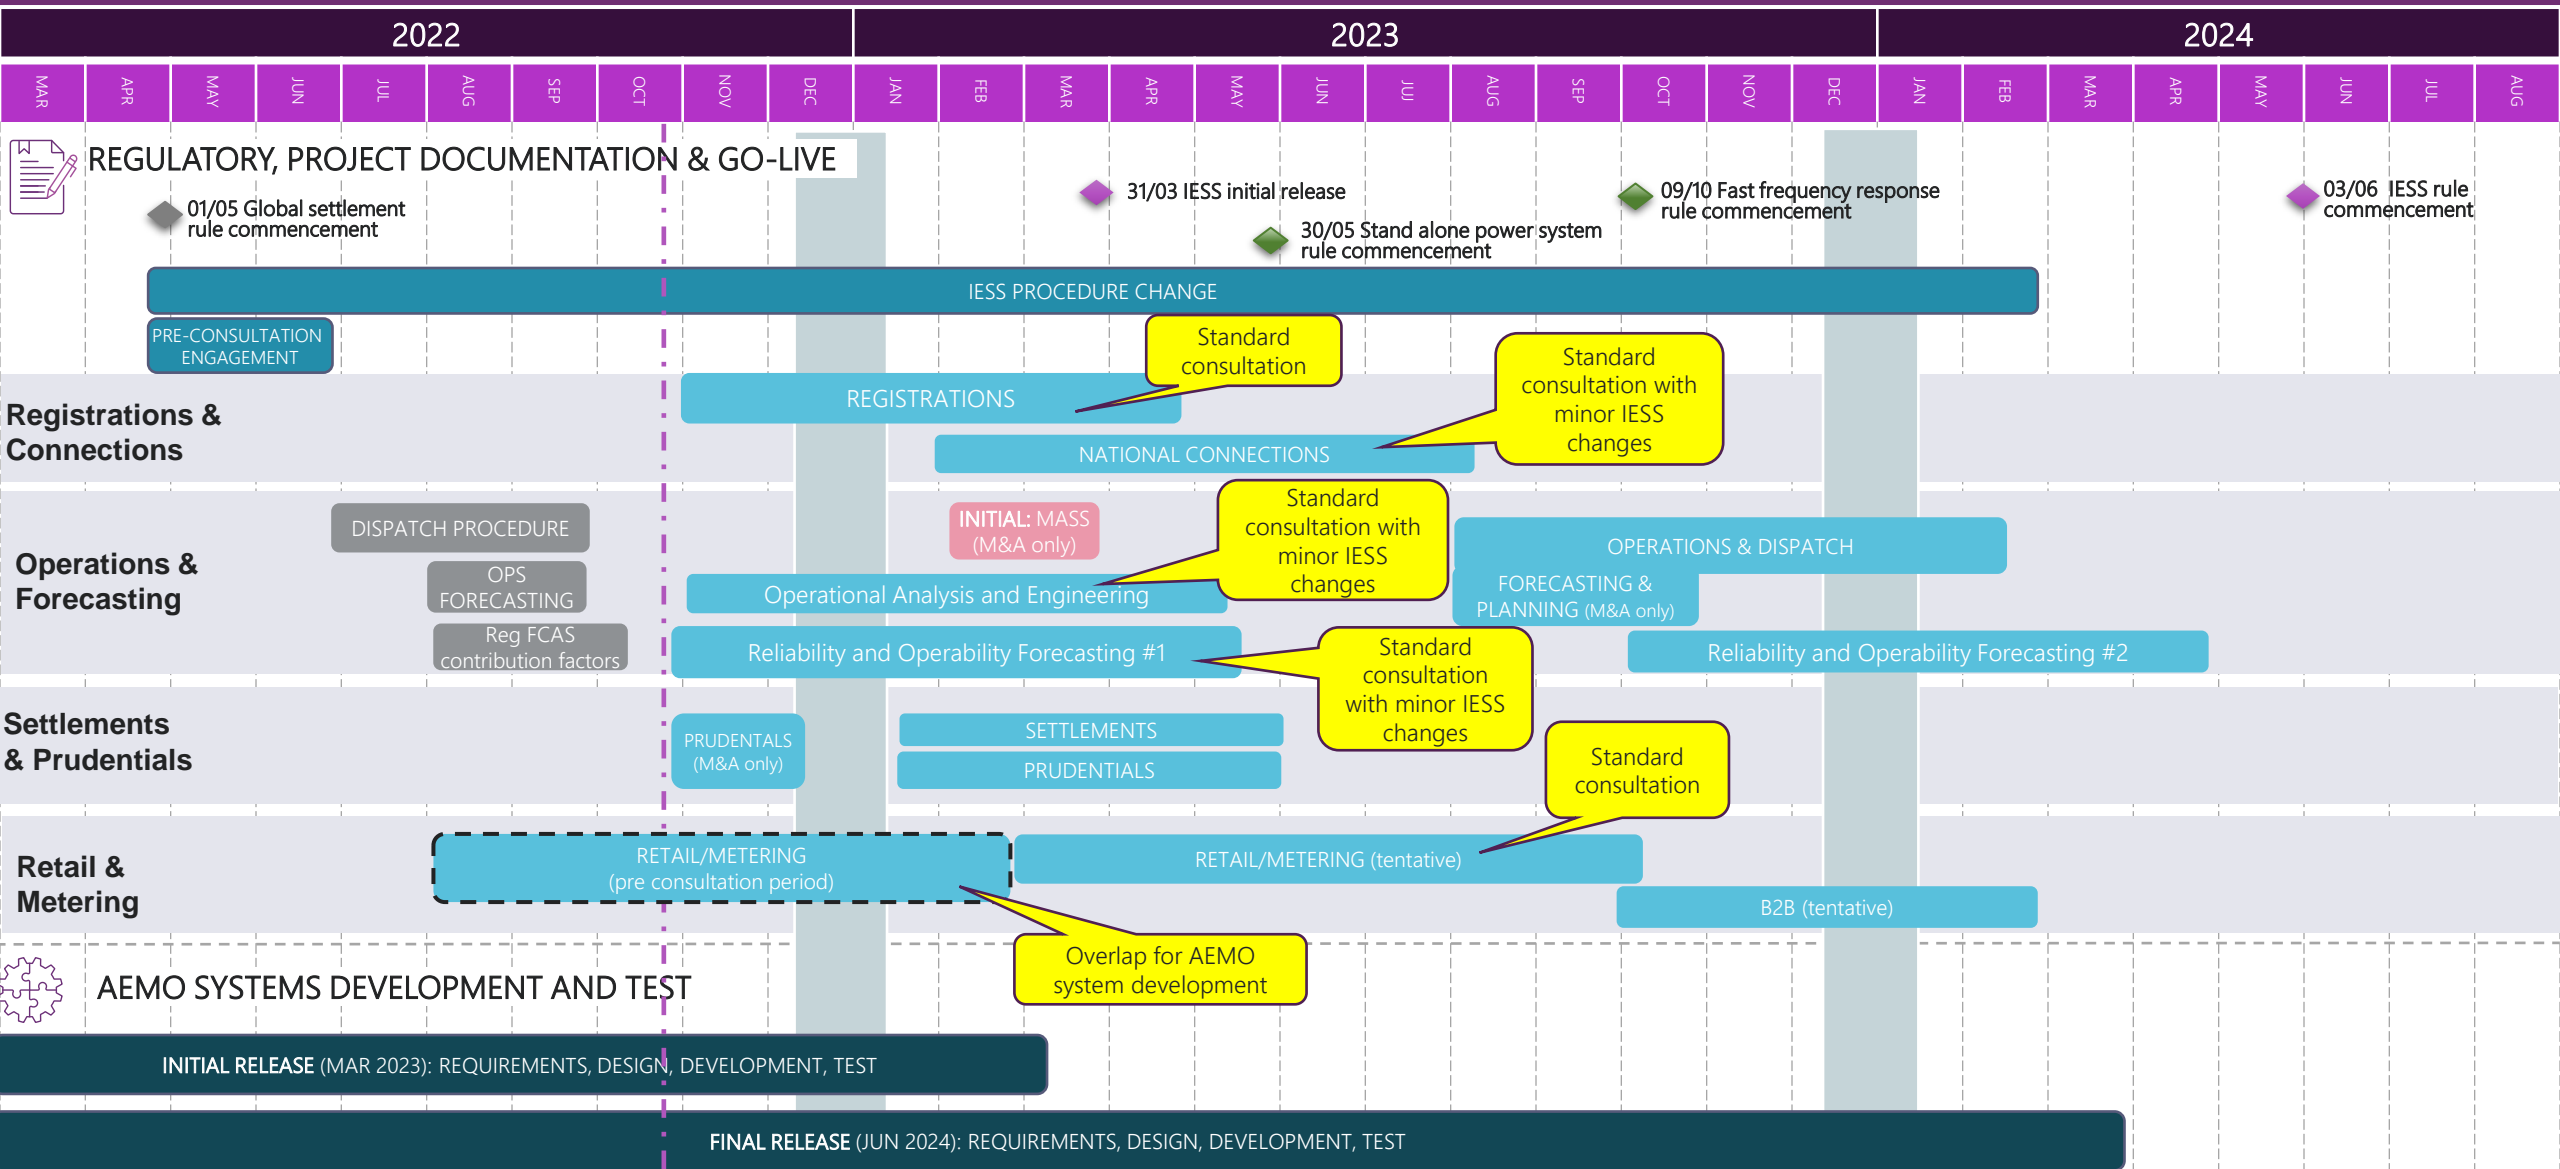 2022
2023
2024
MAR
APR
MAY
JUN
JUL
AUG
SEP
OCT
NOV
DEC
JAN
FEB
MAR
APR
MAY
JUN
JUJ
AUG
SEP
OCT
NOV
DEC
JAN
FEB
MAR
APR
MAY
JUN
JUL
AUG
REGULATORY, PROJECT DOCUMENTATION & GO-LIVE
01/05 Global settlement
rule commencement
31/03 IESS initial release
30/05 Stand alone power system
rule commencement
09/10 Fast frequency response
rule commencement
03/06 IESS rule
commencement
IESS PROCEDURE CHANGE
PRE-CONSULTATION
ENGAGEMENT
Standard
consultation
Standard
consultation with
minor IESS
changes
Registrations &
Connections
REGISTRATIONS
NATIONAL CONNECTIONS
Operations &
Forecasting
DISPATCH PROCEDURE
OPS
FORECASTING
Reg FCAS
contribution factors
INITIAL: MASS
(M&A only)
Standard
consultation with
minor IESS
changes
Operational Analysis and Engineering
Reliability and Operability Forecasting #1
OPERATIONS & DISPATCH
FORECASTING &
PLANNING (M&A only)
Reliability and Operability Forecasting #2
Standard
consultation
with minor IESS
changes
Settlements
& Prudentials
PRUDENTALS
(M&A only)
SETTLEMENTS
PRUDENTIALS
Standard
consultation
Retail &
Metering
RETAIL/METERING
(pre consultation period)
RETAIL/METERING (tentative)
B2B (tentative)
Overlap for AEMO
system development
AEMO SYSTEMS DEVELOPMENT AND TEST
INITIAL RELEASE (MAR 2023): REQUIREMENTS, DESIGN, DEVELOPMENT, TEST
FINAL RELEASE (JUN 2024): REQUIREMENTS, DESIGN, DEVELOPMENT, TEST